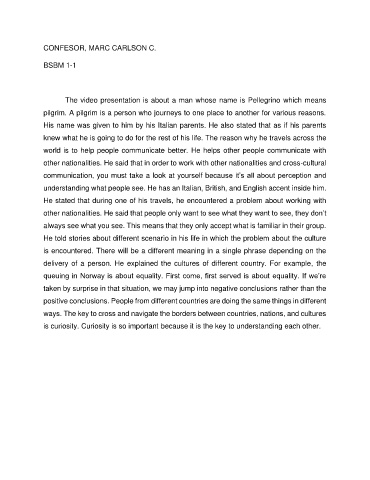 CONFESOR, MARC CARLSON C.
BSBM 1-1
The video presentation is about a man whose name is Pellegrino which means
pilgrim. A pilgrim is a person who journeys to one place to another for various reasons.
His name was given to him by his Italian parents. He also stated that as if his parents
knew what he is going to do for the rest of his life. The reason why he travels across the
world is to help people communicate better. He helps other people communicate with
other nationalities. He said that in order to work with other nationalities and cross-cultural
communication, you must take a look at yourself because it's all about perception and
understanding what people see. He has an Italian, British, and English accent inside him.
He stated that during one of his travels, he encountered a problem about working with
other nationalities. He said that people only want to see what they want to see, they don't
always see what you see. This means that they only accept what is familiar in their group.
He told stories about different scenario in his life in which the problem about the culture
is encountered. There will be a different meaning in a single phrase depending on the
delivery of a person. He explained the cultures of different country. For example, the
queuing in Norway is about equality. First come, first served is about equality. If we're
taken by surprise in that situation, we may jump into negative conclusions rather than the
positive conclusions. People from different countries are doing the same things in different
ways. The key to cross and navigate the borders between countries, nations, and cultures
is curiosity. Curiosity is so important because it is the key to understanding each other.